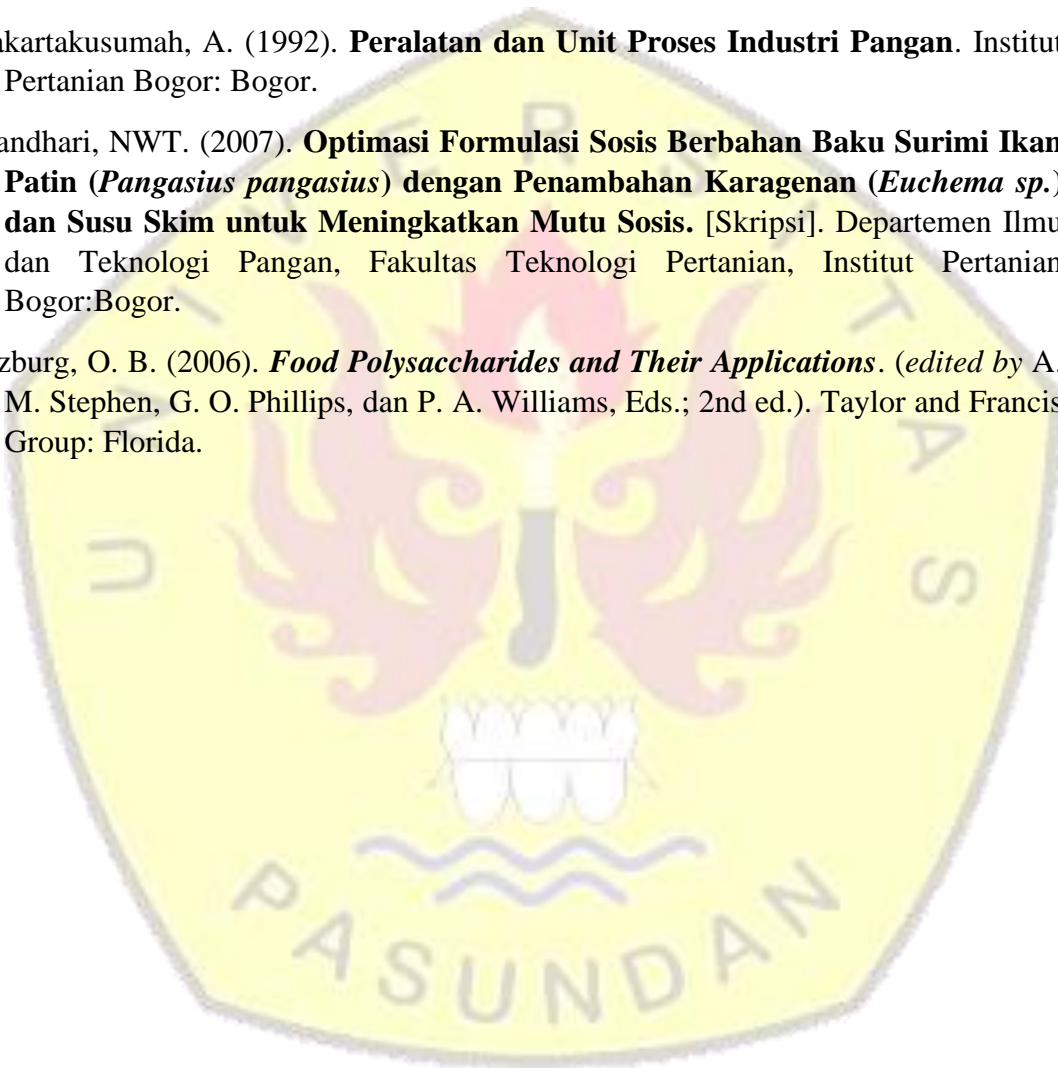 akartakusumah, A. (1992). Peralatan dan Unit Proses Industri Pangan. Institut
Pertanian Bogor: Bogor.
andhari, NWT. (2007). Optimasi Formulasi Sosis Berbahan Baku Surimi Ikan
Patin (Pangasius pangasius) dengan Penambahan Karagenan (Euchema sp.)
dan Susu Skim untuk Meningkatkan Mutu Sosis. [Skripsi]. Departemen Ilmu
dan Teknologi Pangan, Fakultas Teknologi Pertanian, Institut Pertanian
Bogor:Bogor.
zburg, O. B. (2006). Food Polysaccharides and Their Applications. (edited by A.
M. Stephen, G. O. Phillips, dan P. A. Williams, Eds.; 2nd ed.). Taylor and Francis
Group: Florida.
UNIVERSITAS
PASUNDAN